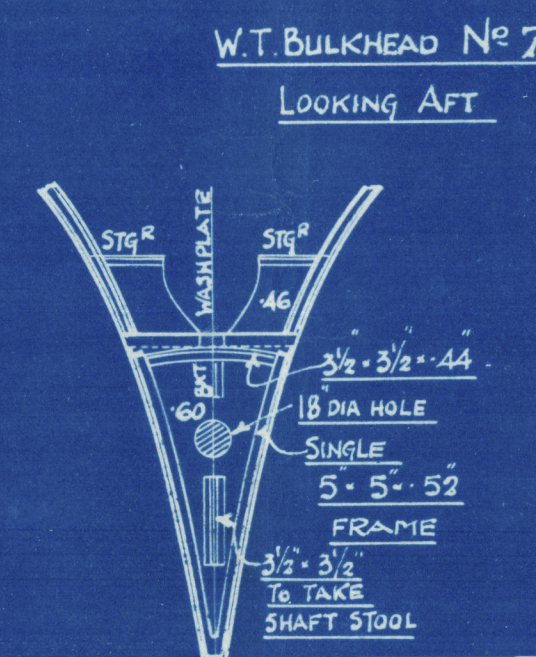 W.T. BULKHEAD Nº 7
LOOKING AFT
STGᴿ
WASHPLATE
STGᴿ
·46
3½" × 3½" × ·44"
BKT
·60
18" DIA HOLE
SINGLE
5" × 5" × ·52"
FRAME
3½" × 3½"
TO TAKE
SHAFT STOOL